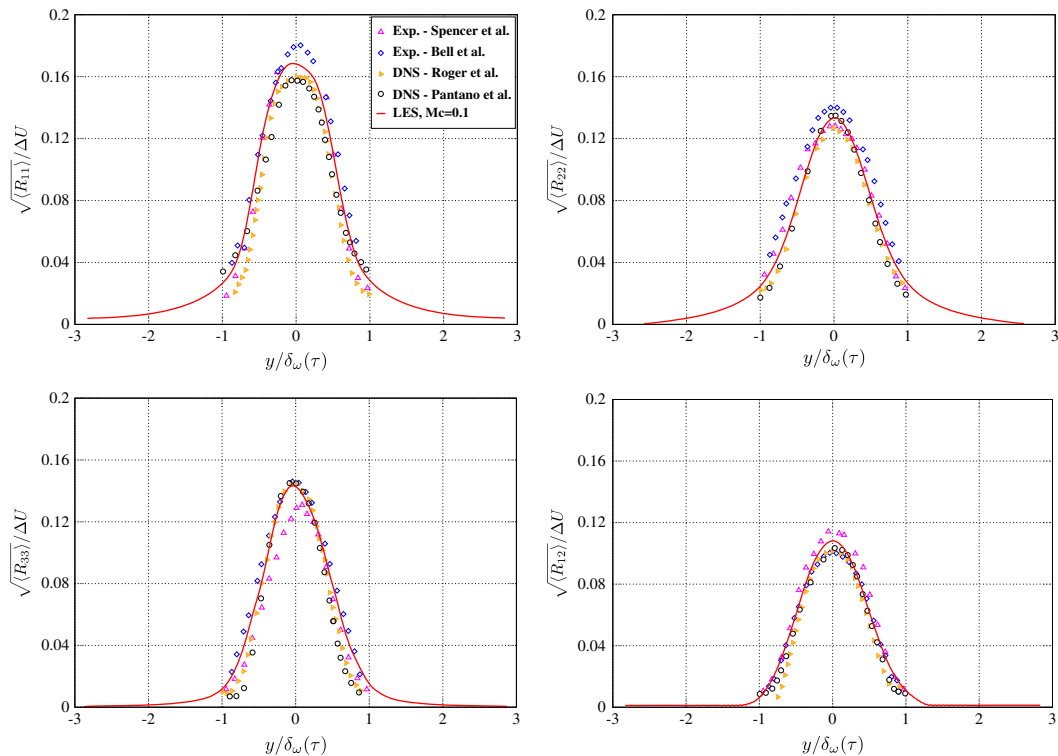 0.2
0.16
0.12
0.08
0.04
0
-3 -2 -1 0 1 2 3
√⟨R₁₁⟩/ΔU
y/δω(τ)
Exp. - Spencer et al.
Exp. - Bell et al.
DNS - Roger et al.
DNS - Pantano et al.
LES, Mc=0.1
0.2
0.16
0.12
0.08
0.04
0
-3 -2 -1 0 1 2 3
√⟨R₂₂⟩/ΔU
y/δω(τ)
0.2
0.16
0.12
0.08
0.04
0
-3 -2 -1 0 1 2 3
√⟨R₃₃⟩/ΔU
y/δω(τ)
0.2
0.16
0.12
0.08
0.04
0
-3 -2 -1 0 1 2 3
√⟨R₁₂⟩/ΔU
y/δω(τ)